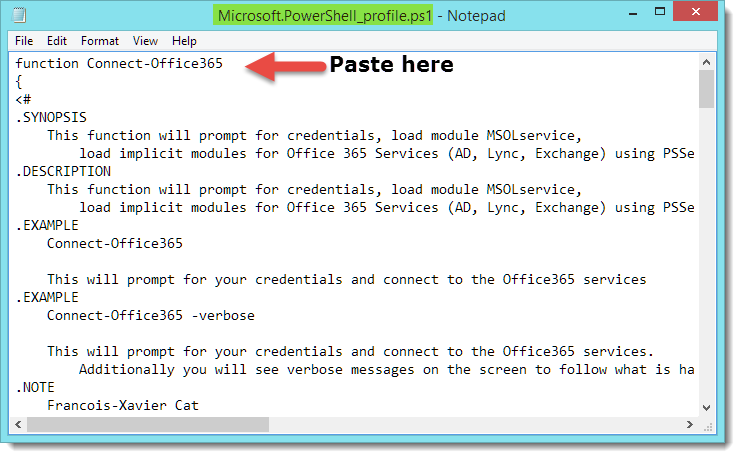 Microsoft.PowerShell_profile.ps1 - Notepad
File Edit Format View Help
function Connect-Office365
Paste here
{
<#
.SYNOPSIS
    This function will prompt for credentials, load module MSOLservice,
        load implicit modules for Office 365 Services (AD, Lync, Exchange) using PSSe
.DESCRIPTION
    This function will prompt for credentials, load module MSOLservice,
        load implicit modules for Office 365 Services (AD, Lync, Exchange) using PSSe
.EXAMPLE
    Connect-Office365
    This will prompt for your credentials and connect to the Office365 services
.EXAMPLE
    Connect-Office365 -verbose
    This will prompt for your credentials and connect to the Office365 services.
        Additionally you will see verbose messages on the screen to follow what is ha
.NOTE
    Francois-Xavier Cat